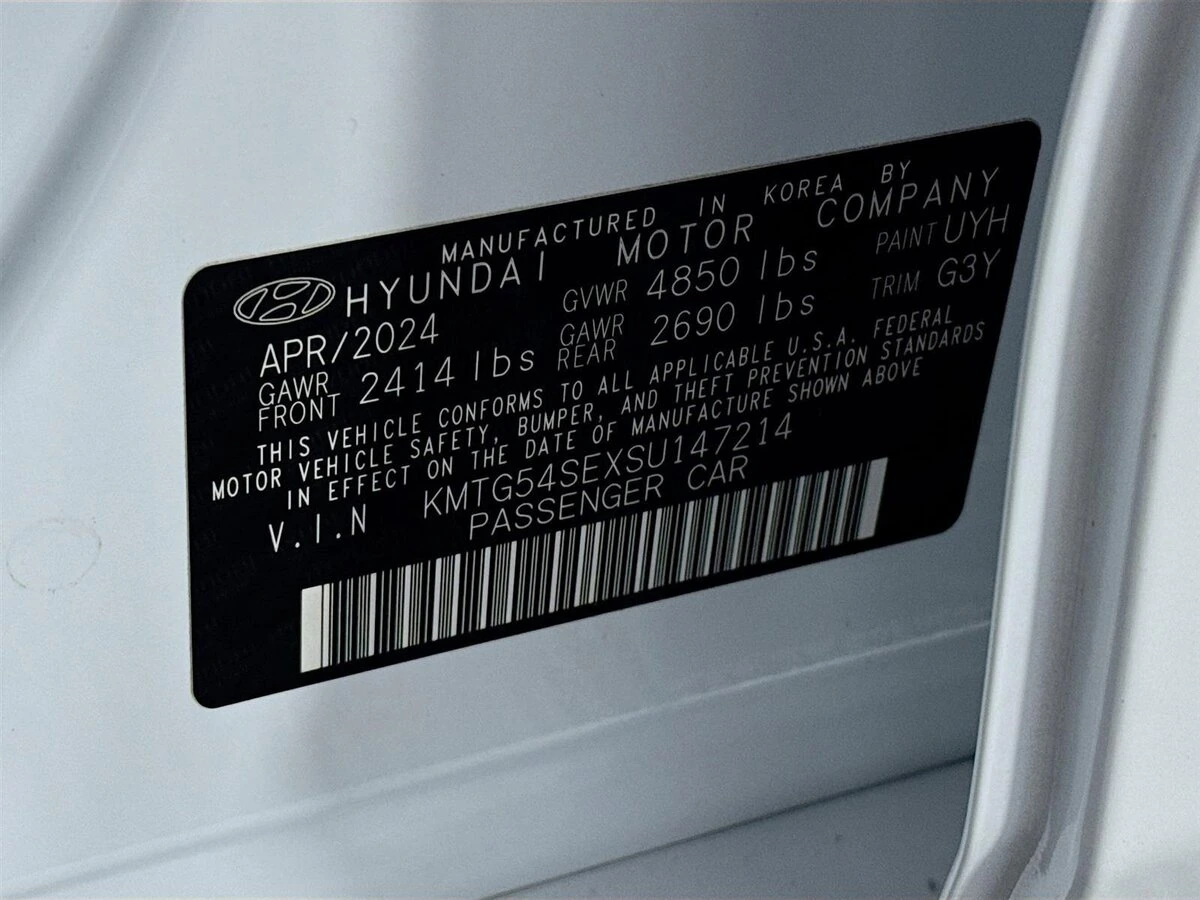 MANUFACTURED IN KOREA BY
HYUNDAI MOTOR COMPANY
APR/2024 GVWR 4850 lbs PAINT UYH
GAWR FRONT 2414 lbs GAWR REAR 2690 lbs TRIM G3Y
THIS VEHICLE CONFORMS TO ALL APPLICABLE U.S.A. FEDERAL
MOTOR VEHICLE SAFETY, BUMPER, AND THEFT PREVENTION STANDARDS
IN EFFECT ON THE DATE OF MANUFACTURE SHOWN ABOVE
V.I.N KMTG54SEXSU147214
PASSENGER CAR